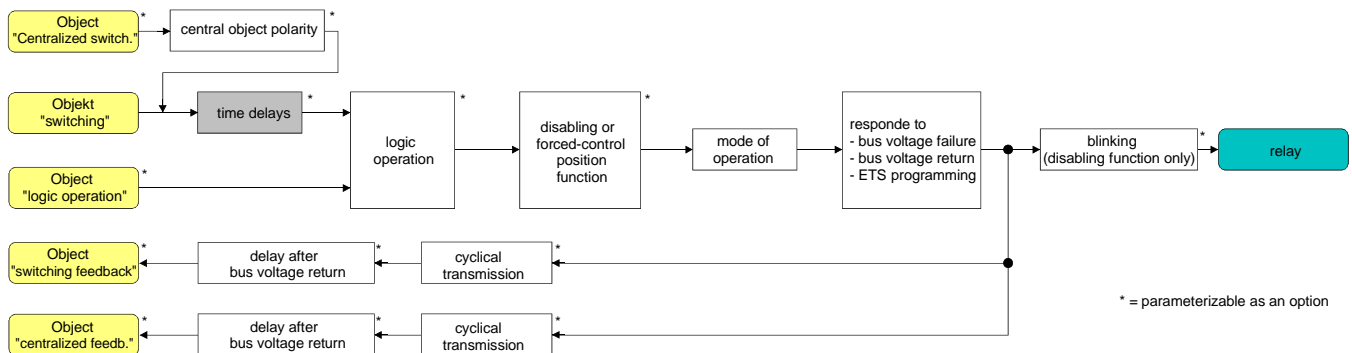 Object
"Centralized switch."
*
central object polarity
*
Objekt
"switching"
*
time delays
*
logic
operation
*
disabling or
forced-control
position
function
*
mode of
operation
responde to
- bus voltage failure
- bus voltage return
- ETS programming
blinking
(disabling function only)
*
relay
Object
"logic operation"
*
Object
"switching feedback"
*
delay after
bus voltage return
*
cyclical
transmission
*
* = parameterizable as an option
Object
"centralized feedb."
*
delay after
bus voltage return
*
cyclical
transmission
*